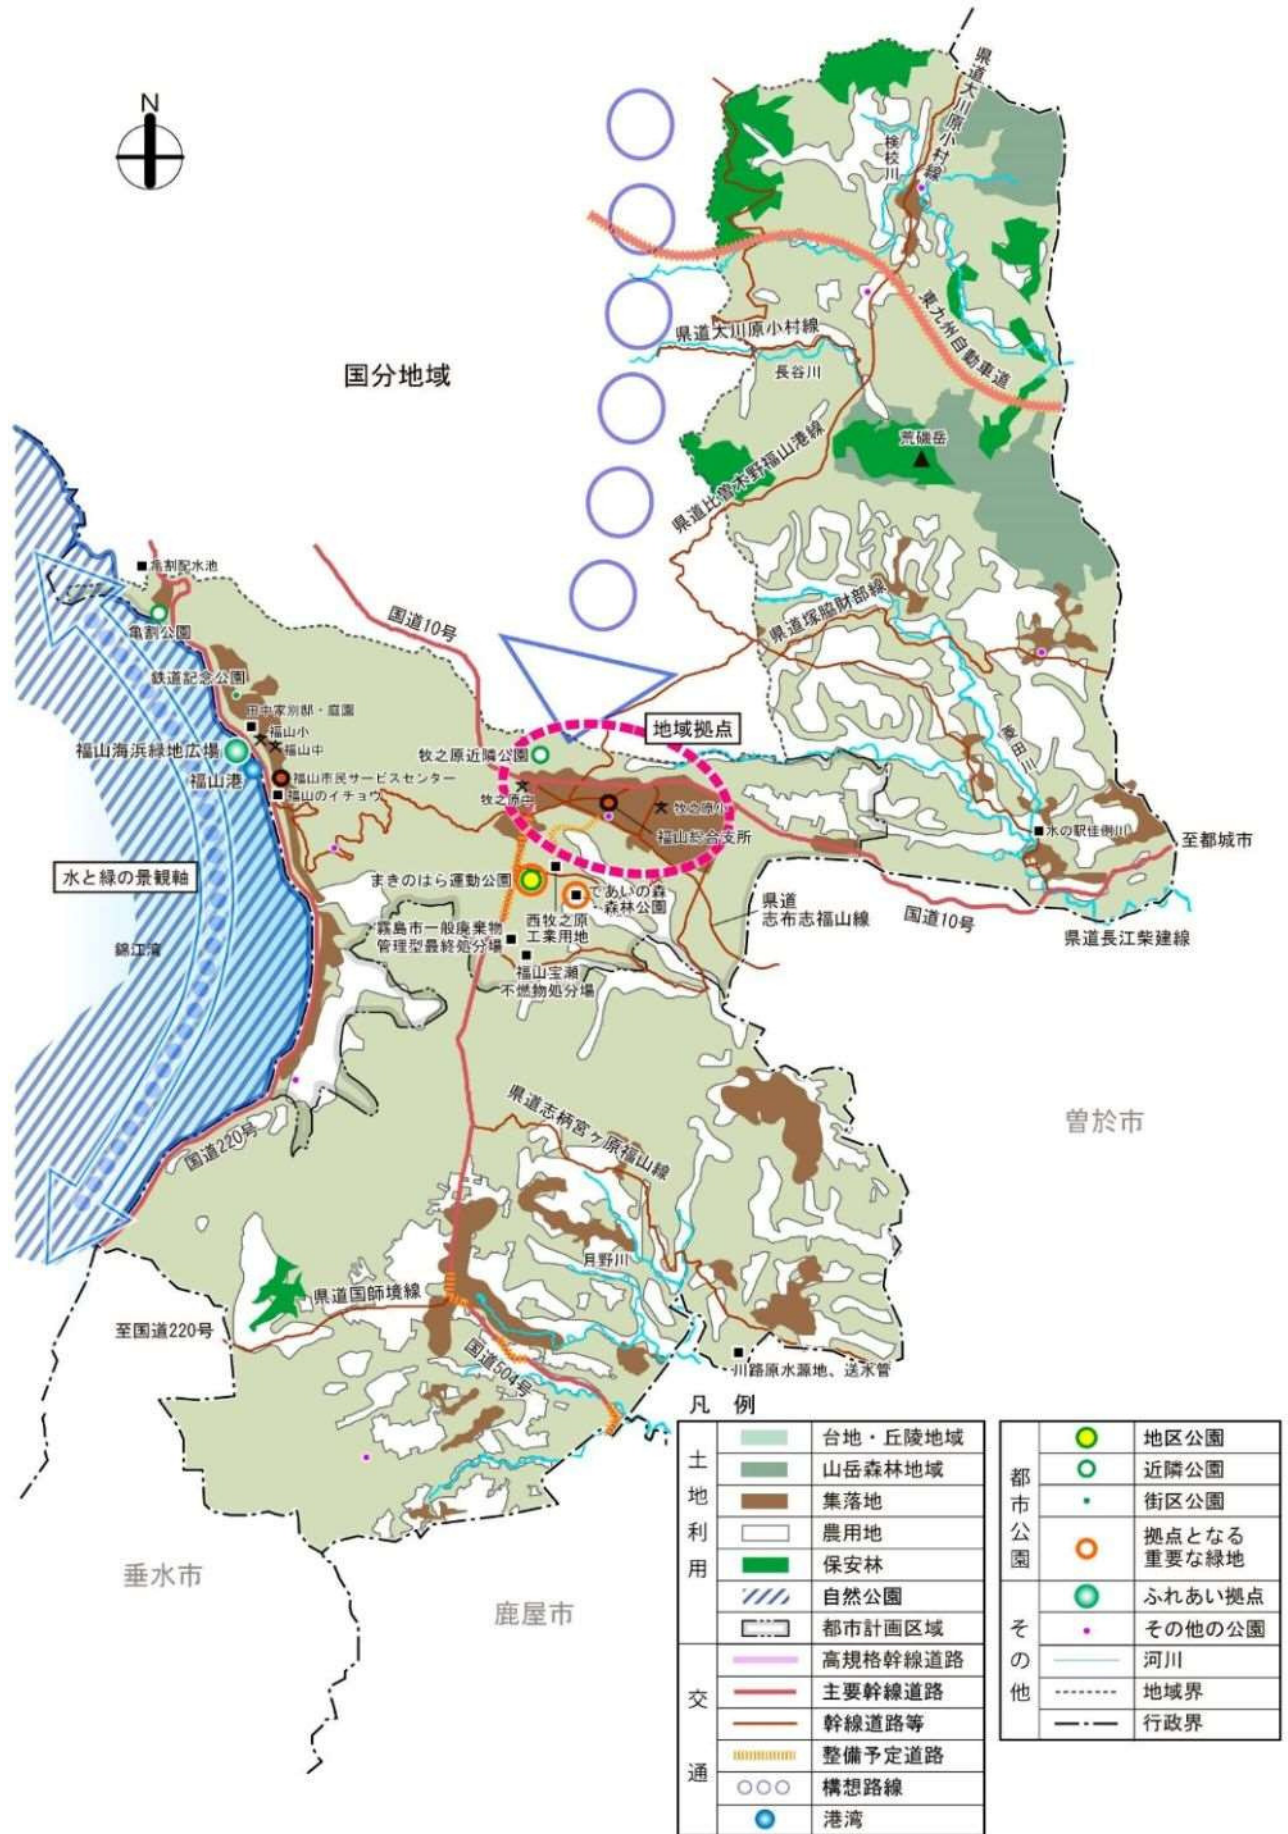 N
県道大川原小村線
検校川
東九州自動車道
県道大川原小村線
長谷川
国分地域
荒磯岳
県道比曽木野福山港線
亀割配水池
亀割公園
国道10号
県道塚脇財部線
鉄道記念公園
田中家別邸・庭園
福山小
福山中
福山海浜緑地広場
福山港
福山市民サービスセンター
福山のイチョウ
地域拠点
牧之原近隣公園
牧之原中
牧之原小
福山総合支所
菱田川
水の駅佳例川
至都城市
水と緑の景観軸
錦江湾
まきのはら運動公園
であいの森
・森林公園
西牧之原
工業用地
霧島市一般廃棄物
管理型最終処分場
福山宝瀬
不燃物処分場
県道
志布志福山線
国道10号
県道長江柴建線
国道220号
県道志柄宮ヶ原福山線
曽於市
月野川
県道国師境線
至国道220号
国道504号
川路原水源地、送水管
垂水市
鹿屋市
凡 例
土地利用
台地・丘陵地域
山岳森林地域
集落地
農用地
保安林
自然公園
都市計画区域
交通
高規格幹線道路
主要幹線道路
幹線道路等
整備予定道路
構想路線
港湾
都市公園
地区公園
近隣公園
街区公園
拠点となる
重要な緑地
その他
ふれあい拠点
その他の公園
河川
地域界
行政界